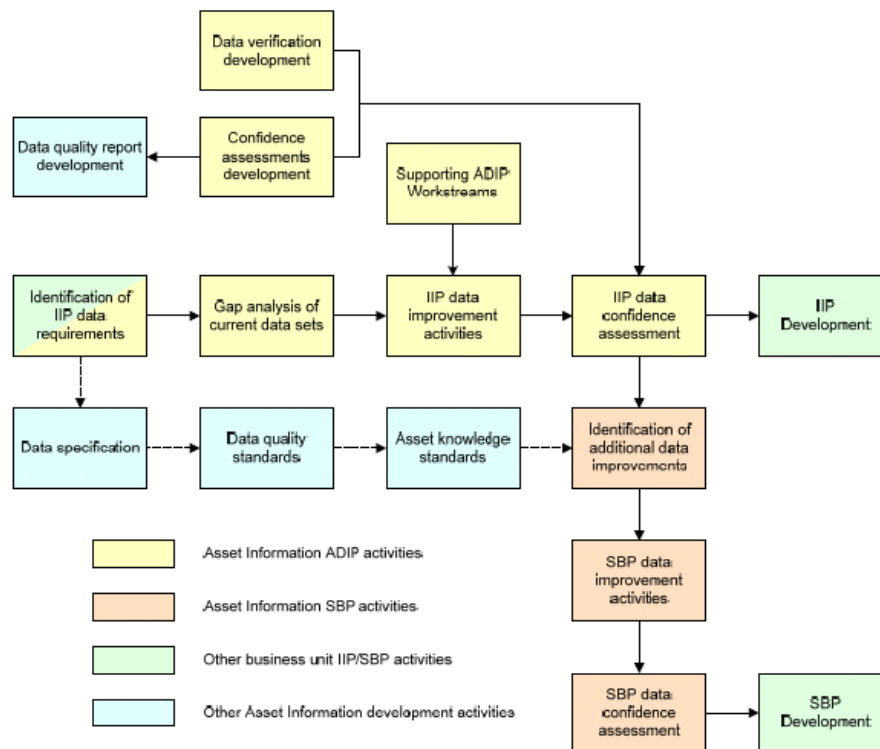 Data verification
development
Data quality report
development
Confidence
assessments
development
Supporting ADIP
Workstreams
Identification of
IIP data
requirements
Gap analysis of
current data sets
IIP data
improvement
activities
IIP data
confidence
assessment
IIP
Development
Data specification
Data quality
standards
Asset knowledge
standards
Identification of
additional data
improvements
Asset Information ADIP activities
SBP data
improvement
activities
Asset Information SBP activities
Other business unit IIP/SBP activities
SBP data
confidence
assessment
SBP
Development
Other Asset Information development activities